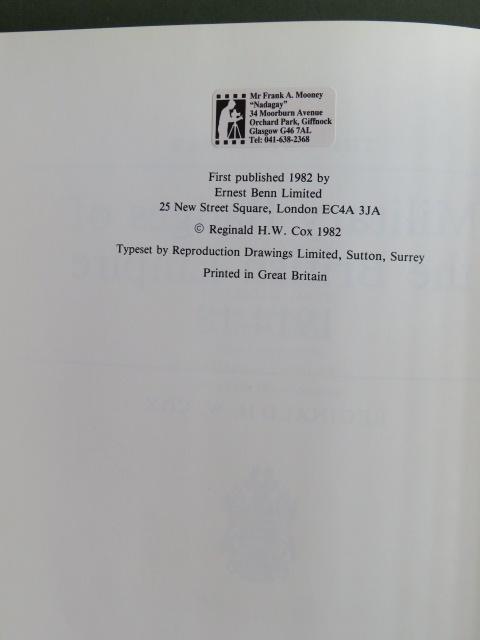 Mr Frank A. Mooney
"Nadagay"
34 Moorburn Avenue
Orchard Park, Giffnock
Glasgow G46 7AL
Tel: 041-638-2368
First published 1982 by
Ernest Benn Limited
25 New Street Square, London EC4A 3JA
© Reginald H.W. Cox 1982
Typeset by Reproduction Drawings Limited, Sutton, Surrey
Printed in Great Britain